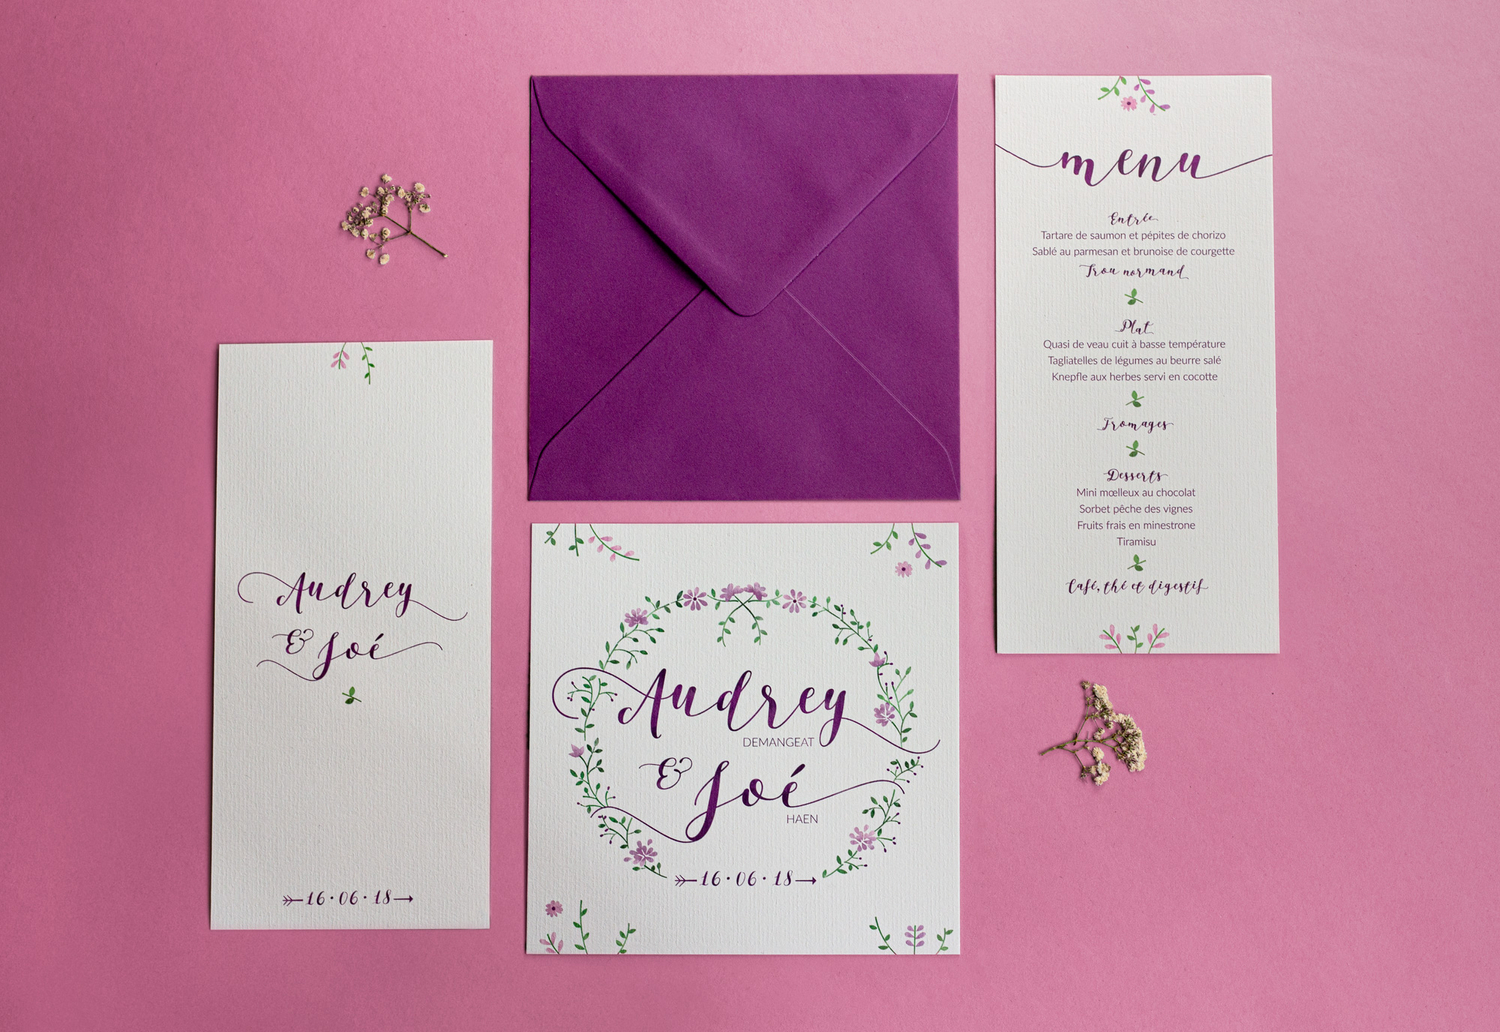 Audrey
& Joé
16·06·18
Audrey
DEMANGEAT
& Joé
HAEN
16·06·18
menu
Entrée
Tartare de saumon et pépites de chorizo
Sablé au parmesan et brunoise de courgette
Trou normand
Plat
Quasi de veau cuit à basse température
Tagliatelles de légumes au beurre salé
Knepfle aux herbes servi en cocotte
Fromages
Desserts
Mini mœlleux au chocolat
Sorbet pêche des vignes
Fruits frais en minestrone
Tiramisu
Café, thé et digestif